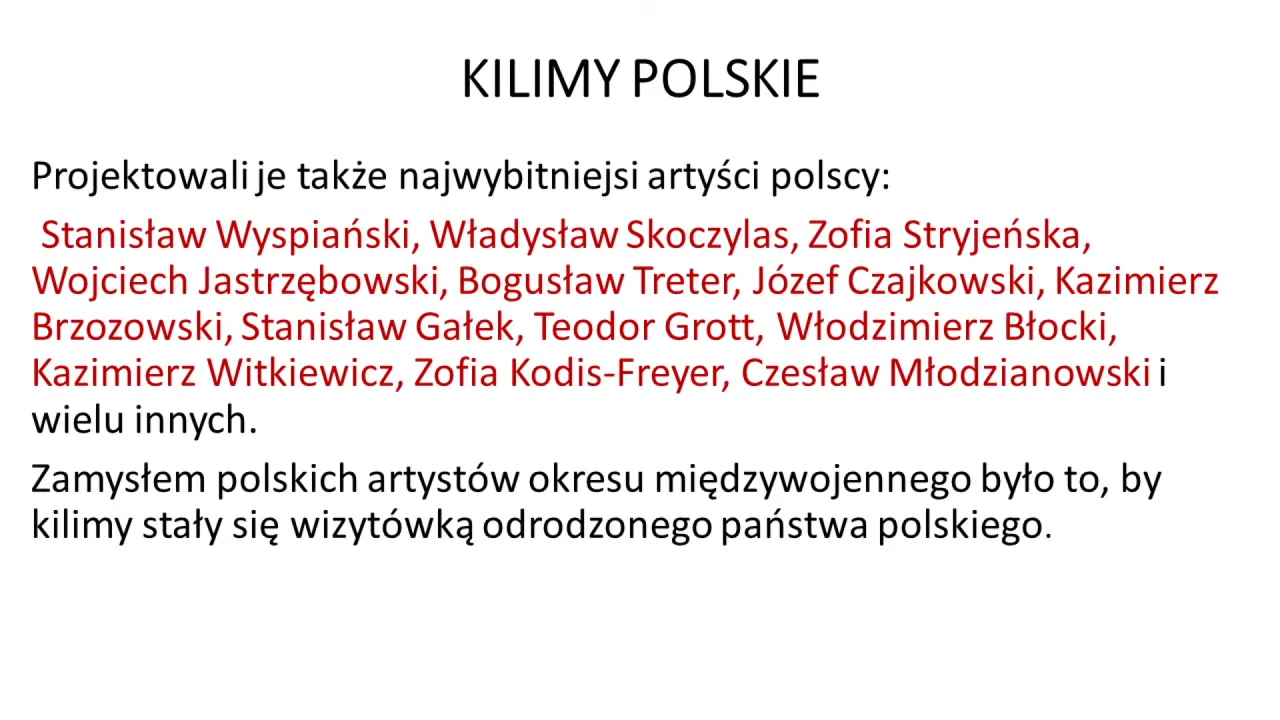 KILIMY POLSKIE
Projektowali je także najwybitniejsi artyści polscy:
Stanisław Wyspiański, Władysław Skoczylas, Zofia Stryjeńska,
Wojciech Jastrzębowski, Bogusław Treter, Józef Czajkowski, Kazimierz
Brzozowski, Stanisław Gałek, Teodor Grott, Włodzimierz Błocki,
Kazimierz Witkiewicz, Zofia Kodis-Freyer, Czesław Młodzianowski i
wielu innych.
Zamysłem polskich artystów okresu międzywojennego było to, by
kilimy stały się wizytówką odrodzonego państwa polskiego.